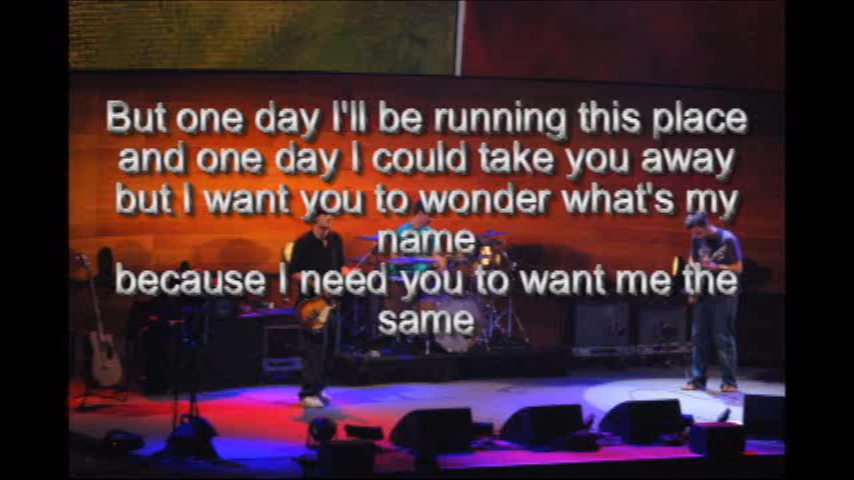 But one day I'll be running this place
and one day I could take you away
but I want you to wonder what's my
name
because I need you to want me the
same